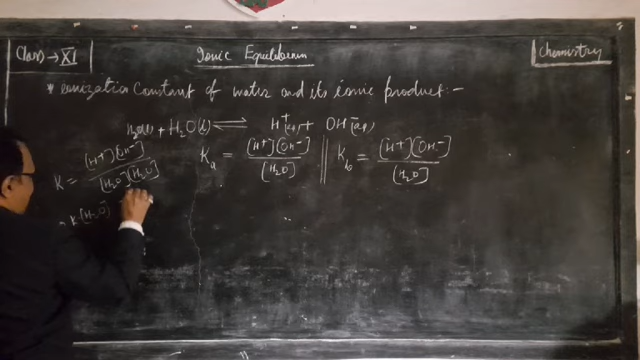 Class → XI
Ionic Equilibrium
Chemistry
* ionization Constant of water and its ionic product:-
H₂O(l) + H₂O(l) ⇌ H⁺(aq) + OH⁻(aq)
K = [H⁺][OH⁻] / [H₂O][H₂O]
Ka = [H⁺][OH⁻] / [H₂O] || Kb = [H⁺][OH⁻] / [H₂O]
K[H₂O]